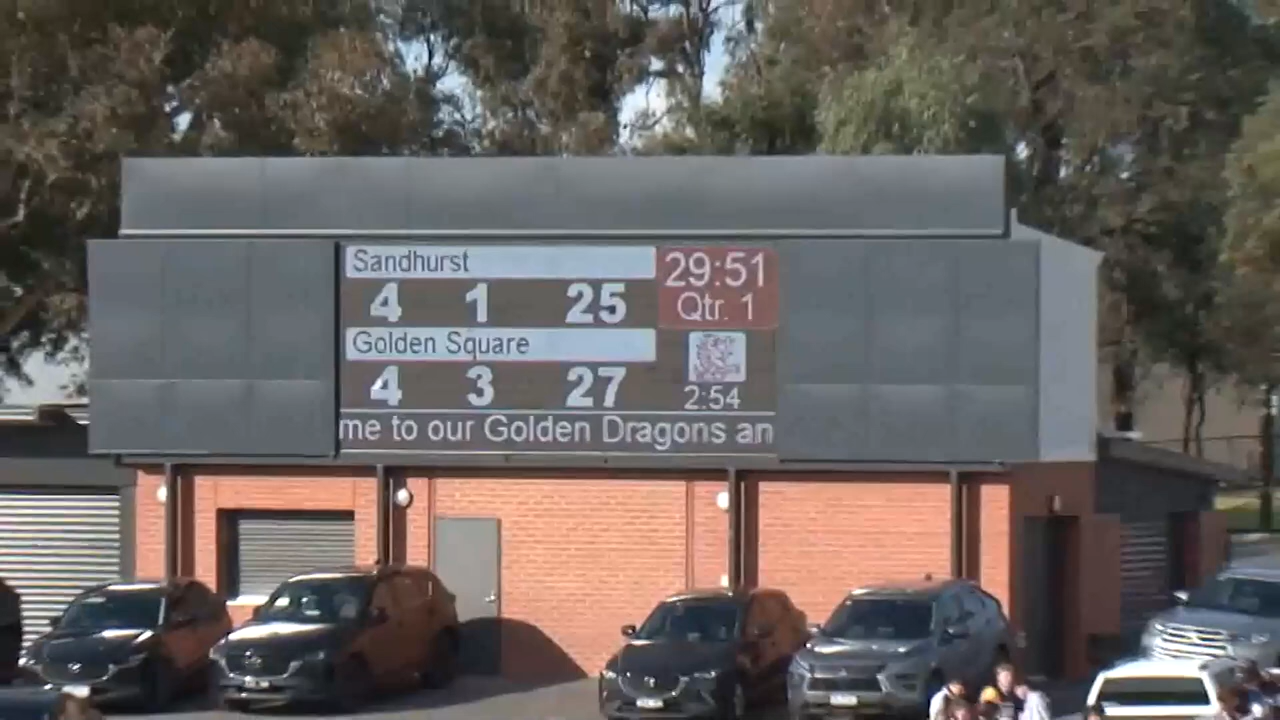 Sandhurst
4 1 25
29:51
Qtr. 1
Golden Square
4 3 27
2:54
me to our Golden Dragons an